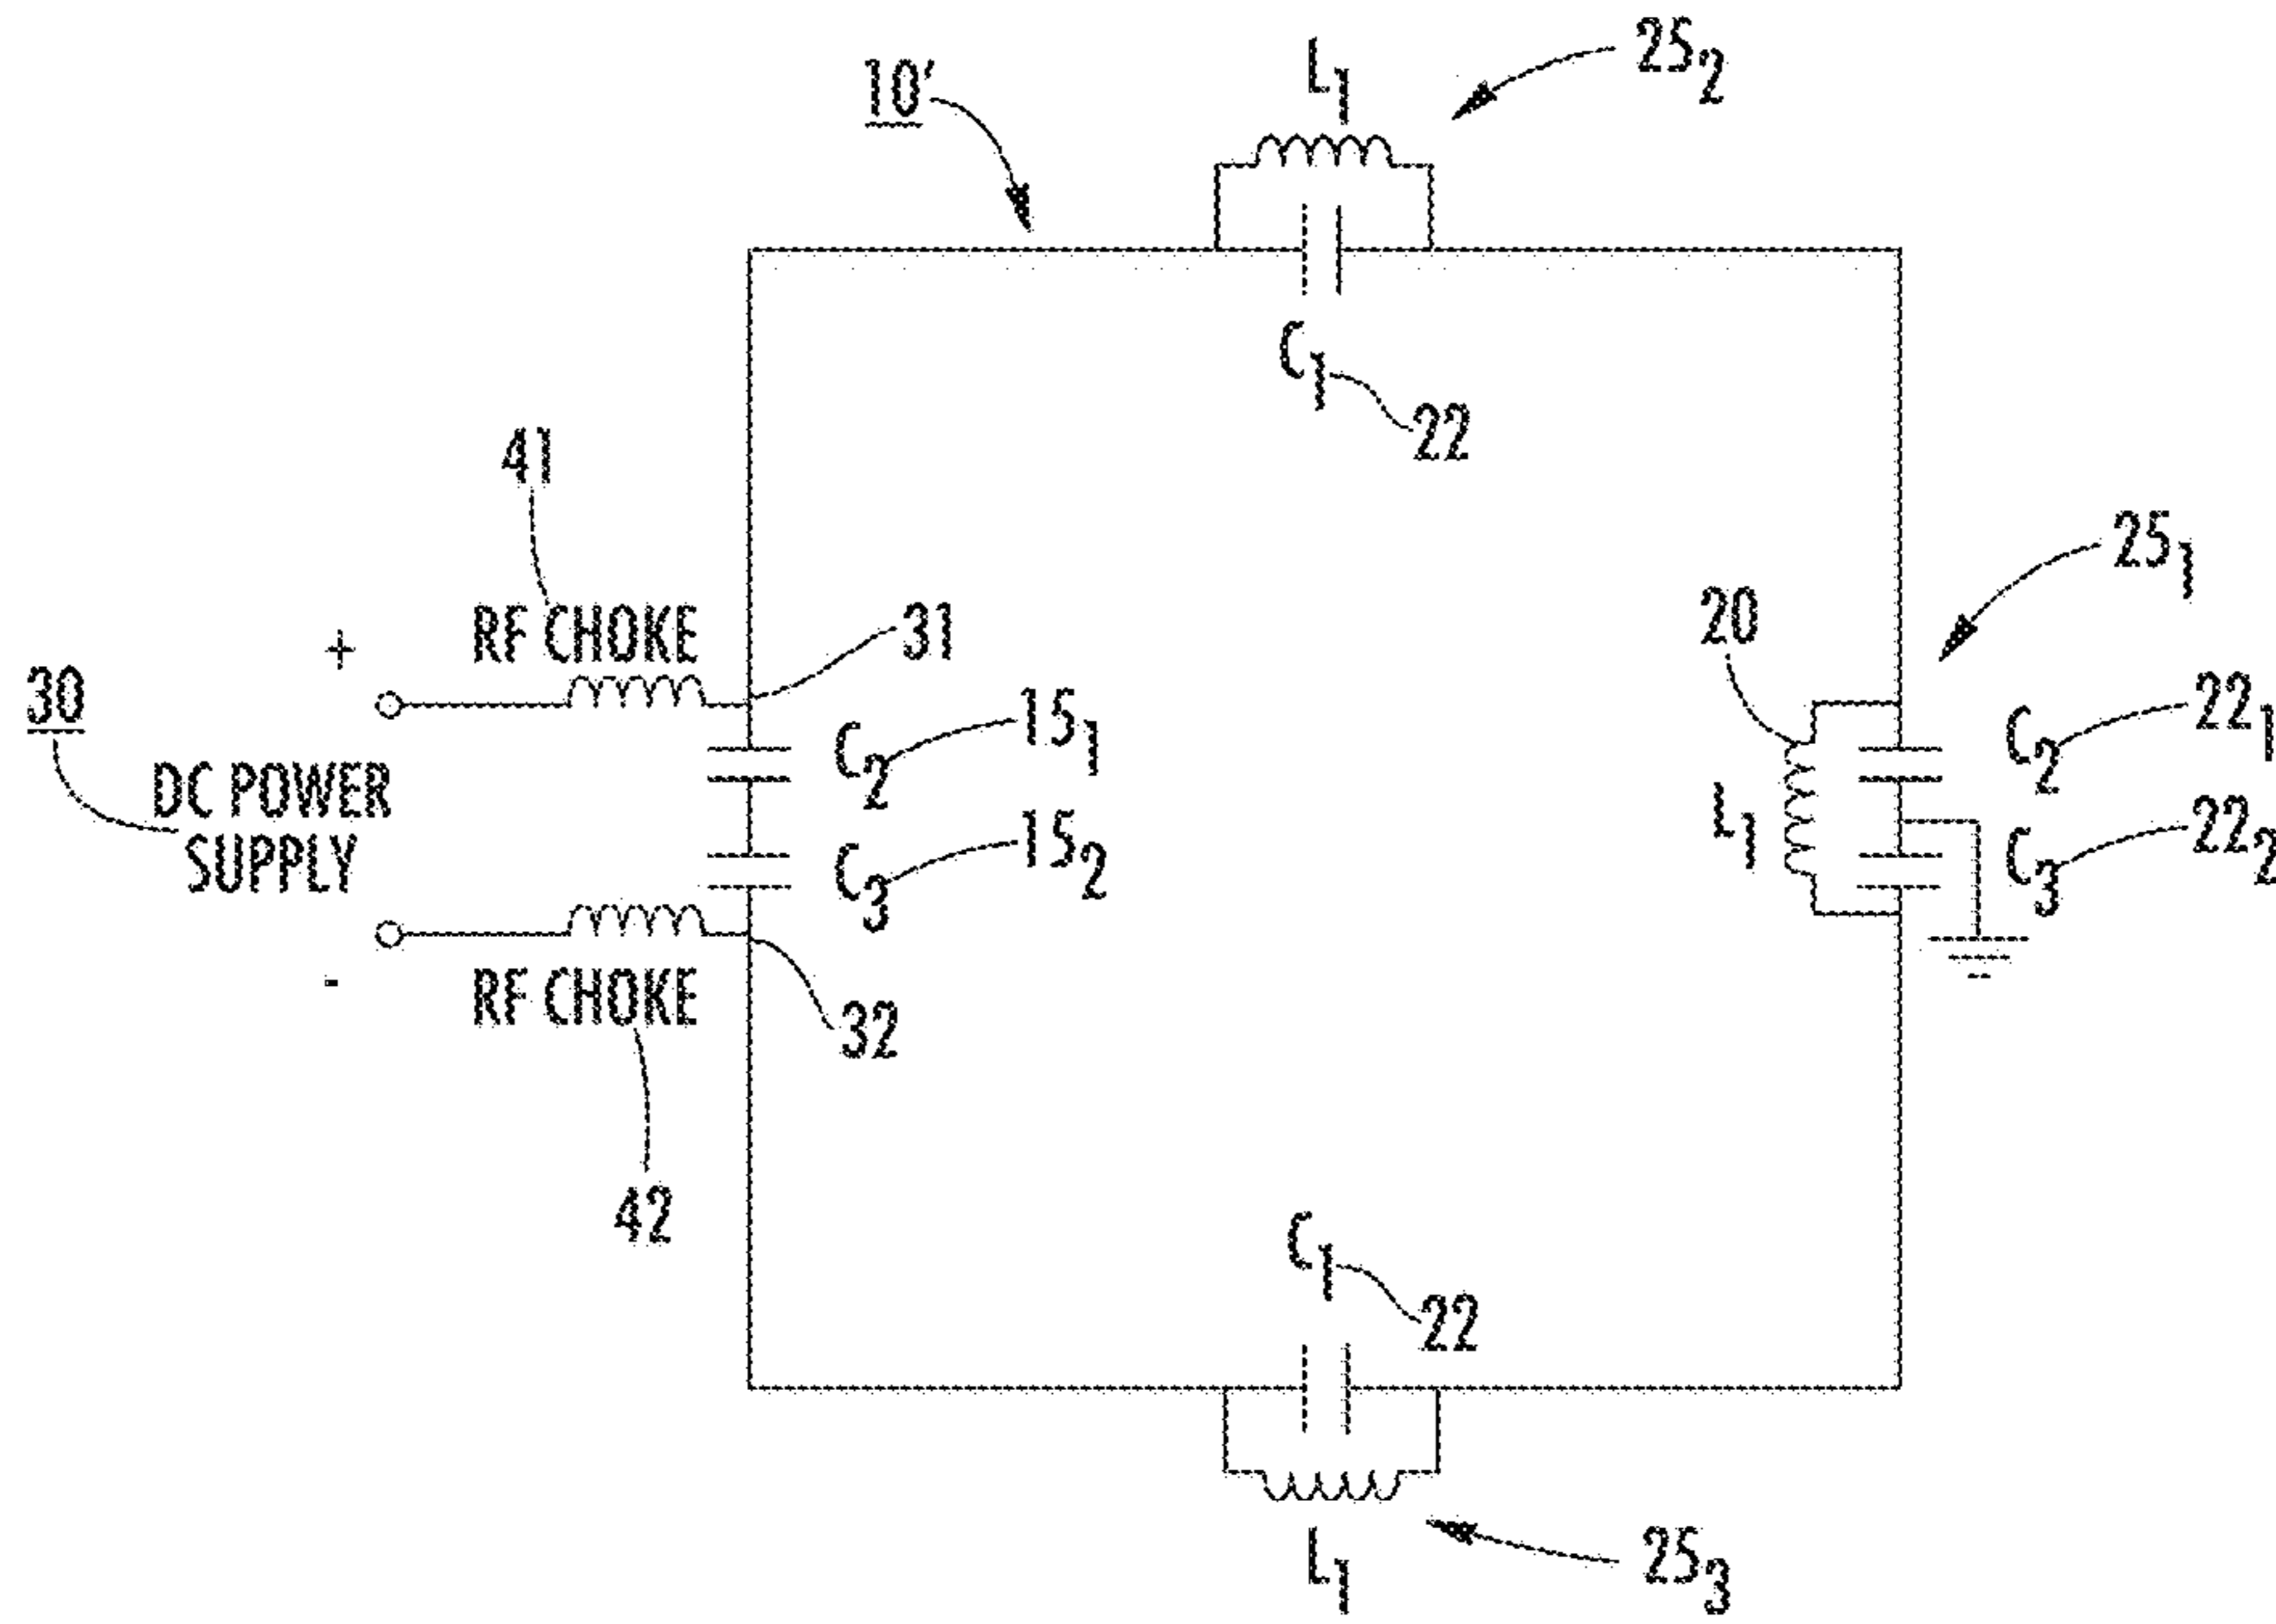 10'
L₁
25₂
C₁
22
41
RF CHOKE
31
+
30
DC POWER
SUPPLY
-
C₂
15₁
C₃
15₂
RF CHOKE
32
42
25₁
20
L₁
C₂
22₁
C₃
22₂
C₁
22
L₁
25₃